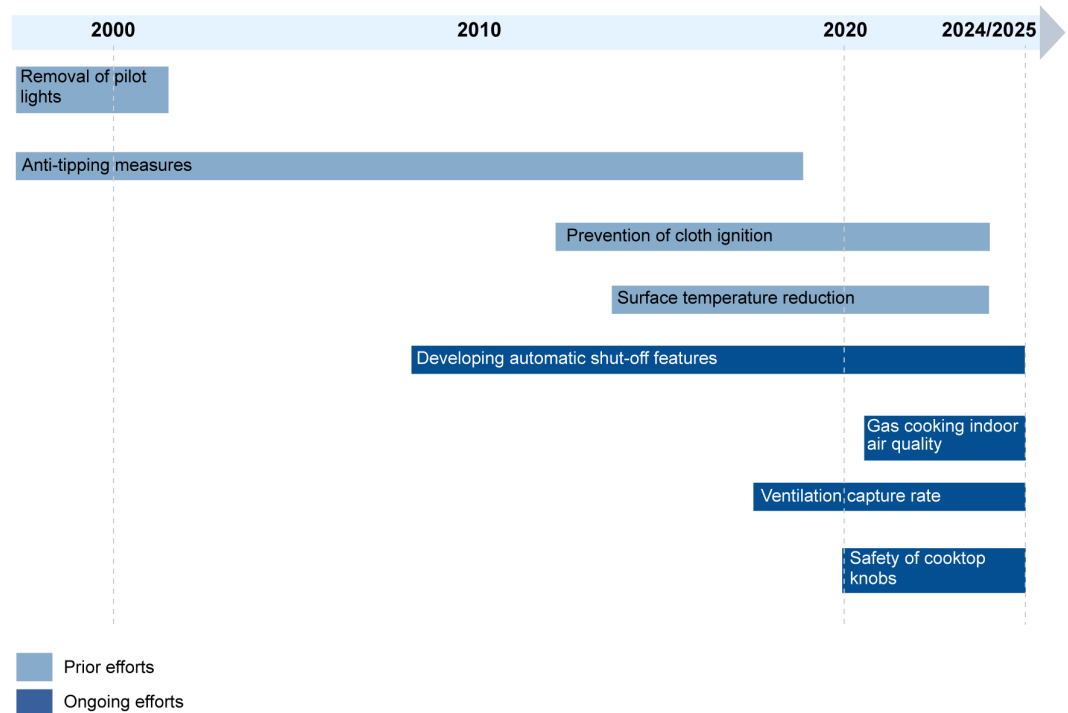 2000 2010 2020 2024/2025
Removal of pilot
lights
Anti-tipping measures
Prevention of cloth ignition
Surface temperature reduction
Developing automatic shut-off features
Gas cooking indoor
air quality
Ventilation capture rate
Safety of cooktop
knobs
Prior efforts
Ongoing efforts